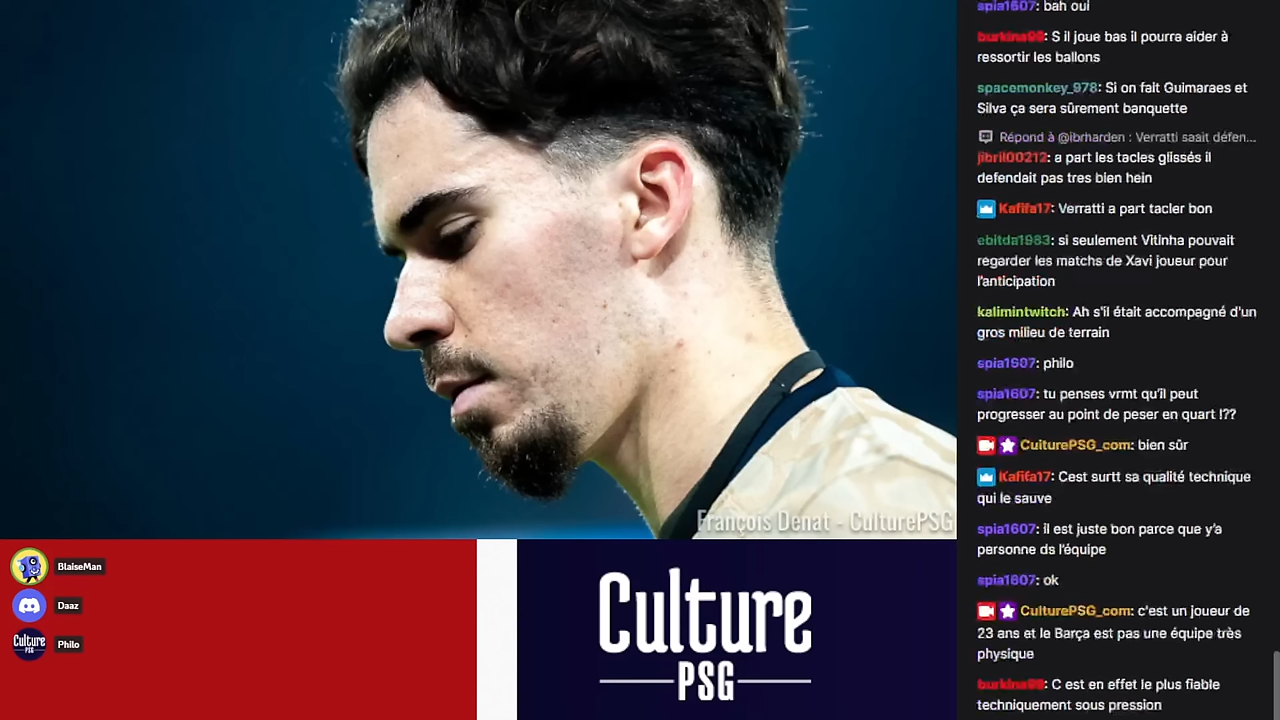 spia1607: bah oui
burkina99: S il joue bas il pourra aider à
ressortir les ballons
spacemonkey_978: Si on fait Guimaraes et
Silva ça sera sûrement banquette
Répond à @ibrharden : Verratti saait défen...
jibril00212: a part les tacles glissés il
defendait pas tres bien hein
Kafifa17: Verratti a part tacler bon
ebitda1983: si seulement Vitinha pouvait
regarder les matchs de Xavi joueur pour
l'anticipation
kalimintwitch: Ah s'il était accompagné d'un
gros milieu de terrain
spia1607: philo
spia1607: tu penses vrmt qu'il peut
progresser au point de peser en quart !??
CulturePSG_com: bien sûr
Kafifa17: Cest surtt sa qualité technique
qui le sauve
spia1607: il est juste bon parce que y'a
personne ds l'équipe
spia1607: ok
CulturePSG_com: c'est un joueur de
23 ans et le Barça est pas une équipe très
physique
burkina99: C est en effet le plus fiable
techniquement sous pression
François Denat - CulturePSG
BlaiseMan
Daaz
Culture
PSG
Philo
Culture
PSG